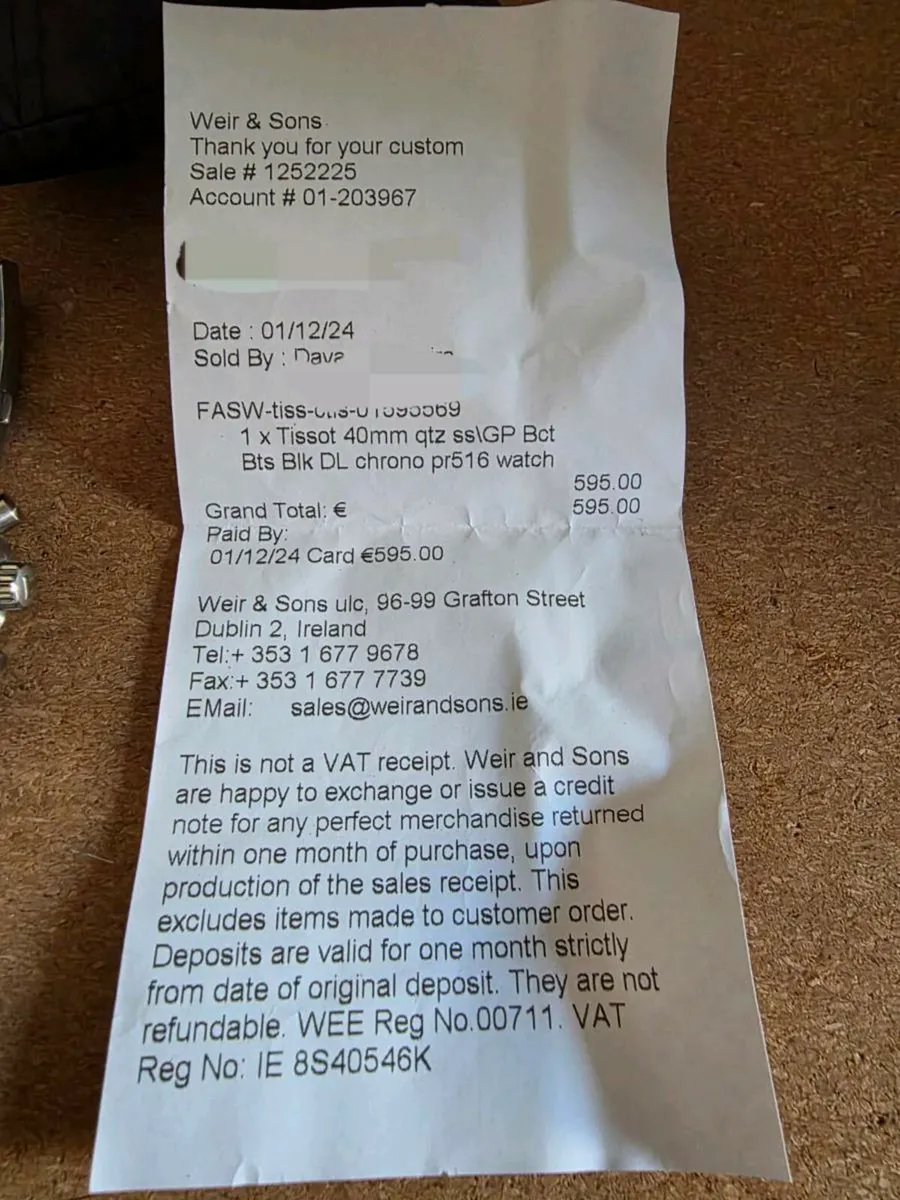 Weir & Sons
Thank you for your custom
Sale # 1252225
Account # 01-203967
Date : 01/12/24
Sold By :
1 x Tissot 40mm qtz ss\GP Bct
Bts Blk DL chrono pr516 watch
595.00
Grand Total: € 595.00
Paid By:
01/12/24 Card €595.00
Weir & Sons ulc, 96-99 Grafton Street
Dublin 2, Ireland
Tel:+ 353 1 677 9678
Fax:+ 353 1 677 7739
EMail: sales@weirandsons.ie
This is not a VAT receipt. Weir and Sons
are happy to exchange or issue a credit
note for any perfect merchandise returned
within one month of purchase, upon
production of the sales receipt. This
excludes items made to customer order.
Deposits are valid for one month strictly
from date of original deposit. They are not
refundable. WEE Reg No.00711. VAT
Reg No: IE 8S40546K